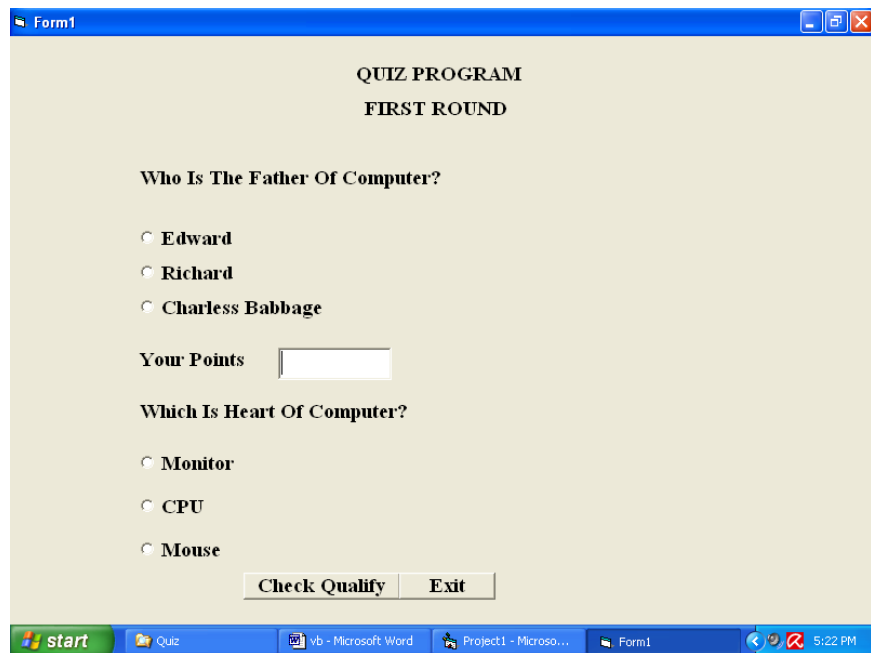 Form1
QUIZ PROGRAM
FIRST ROUND
Who Is The Father Of Computer?
Edward
Richard
Charless Babbage
Your Points
Which Is Heart Of Computer?
Monitor
CPU
Mouse
Check Qualify Exit
start Quiz vb - Microsoft Word Project1 - Microso... Form1 5:22 PM